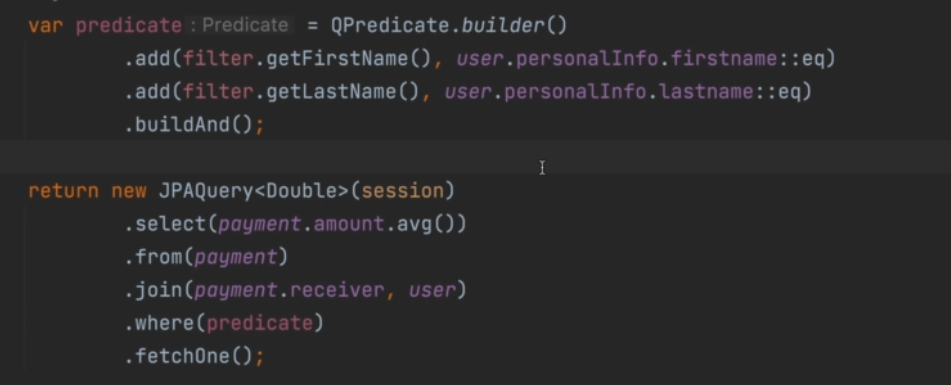 var predicate : Predicate = QPredicate.builder()
.add(filter.getFirstName(), user.personalInfo.firstname::eq)
.add(filter.getLastName(), user.personalInfo.lastname::eq)
.buildAnd();
return new JPAQuery<Double>(session)
.select(payment.amount.avg())
.from(payment)
.join(payment.receiver, user)
.where(predicate)
.fetchOne();